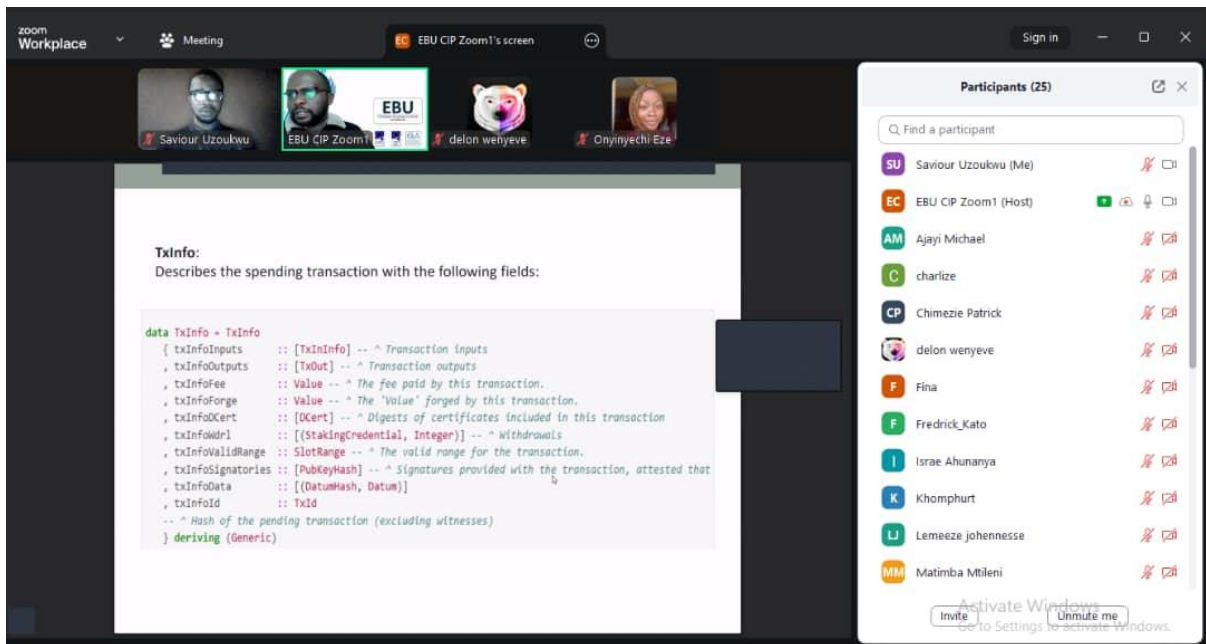 zoom
Workplace
Meeting
EC EBU CIP Zoom1's screen
Sign in
Saviour Uzoukwu
EBU
EBU CIP Zoom1
delon wenyeve
Onyinyechi Eze
TxInfo:
Describes the spending transaction with the following fields:
data TxInfo = TxInfo
{ txInfoInputs :: [TxInInfo] -- ^ Transaction inputs
, txInfoOutputs :: [TxOut] -- ^ Transaction outputs
, txInfoFee :: Value -- ^ The fee paid by this transaction.
, txInfoForge :: Value -- ^ The 'Value' forged by this transaction.
, txInfoDCert :: [DCert] -- ^ Digests of certificates included in this transaction
, txInfoWdrl :: [(StakingCredential, Integer)] -- ^ Withdrawals
, txInfoValidRange :: SlotRange -- ^ The valid range for the transaction.
, txInfoSignatories :: [PubKeyHash] -- ^ Signatures provided with the transaction, attested that
, txInfoData :: [(DatumHash, Datum)]
, txInfoId :: TxId
-- ^ Hash of the pending transaction (excluding witnesses)
} deriving (Generic)
Participants (25)
Find a participant
SU Saviour Uzoukwu (Me)
EC EBU CIP Zoom1 (Host)
AM Ajayi Michael
C charlize
CP Chimezie Patrick
delon wenyeve
F Fina
F Fredrick_Kato
I Israe Ahunanya
K Khomphurt
LJ Lemeeze johennesse
MM Matimba Mtileni
Activate Windows
Invite
Unmute me
Go to Settings to activate Windows.